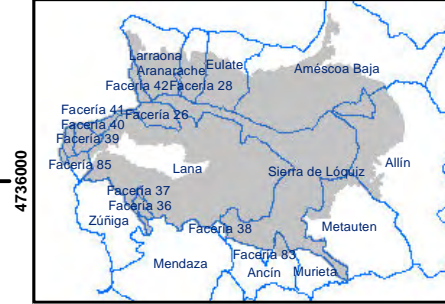 Larraona
Eulate
Aranarache
Améscoa Baja
Facería 42
Facería 28
Facería 41
Facería 26
Facería 40
Facería 39
Facería 85
Lana
Sierra de Lóquiz
Allín
Facería 37
Facería 36
Zúñiga
Facería 38
Metauten
Mendaza
Facería 83
Ancín
Murieta
4736000